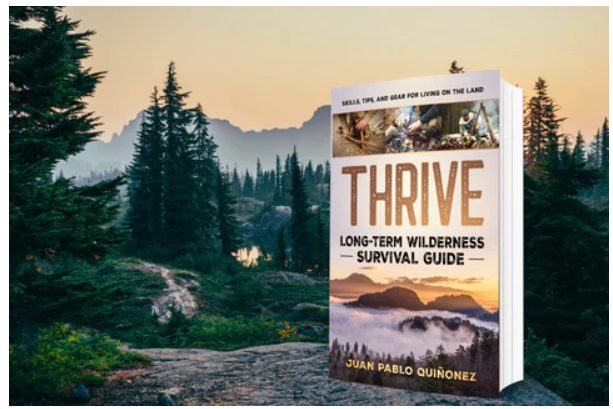 SKILLS, TIPS, AND GEAR FOR LIVING ON THE LAND
THRIVE
LONG-TERM WILDERNESS
SURVIVAL GUIDE
JUAN PABLO QUIÑONEZ